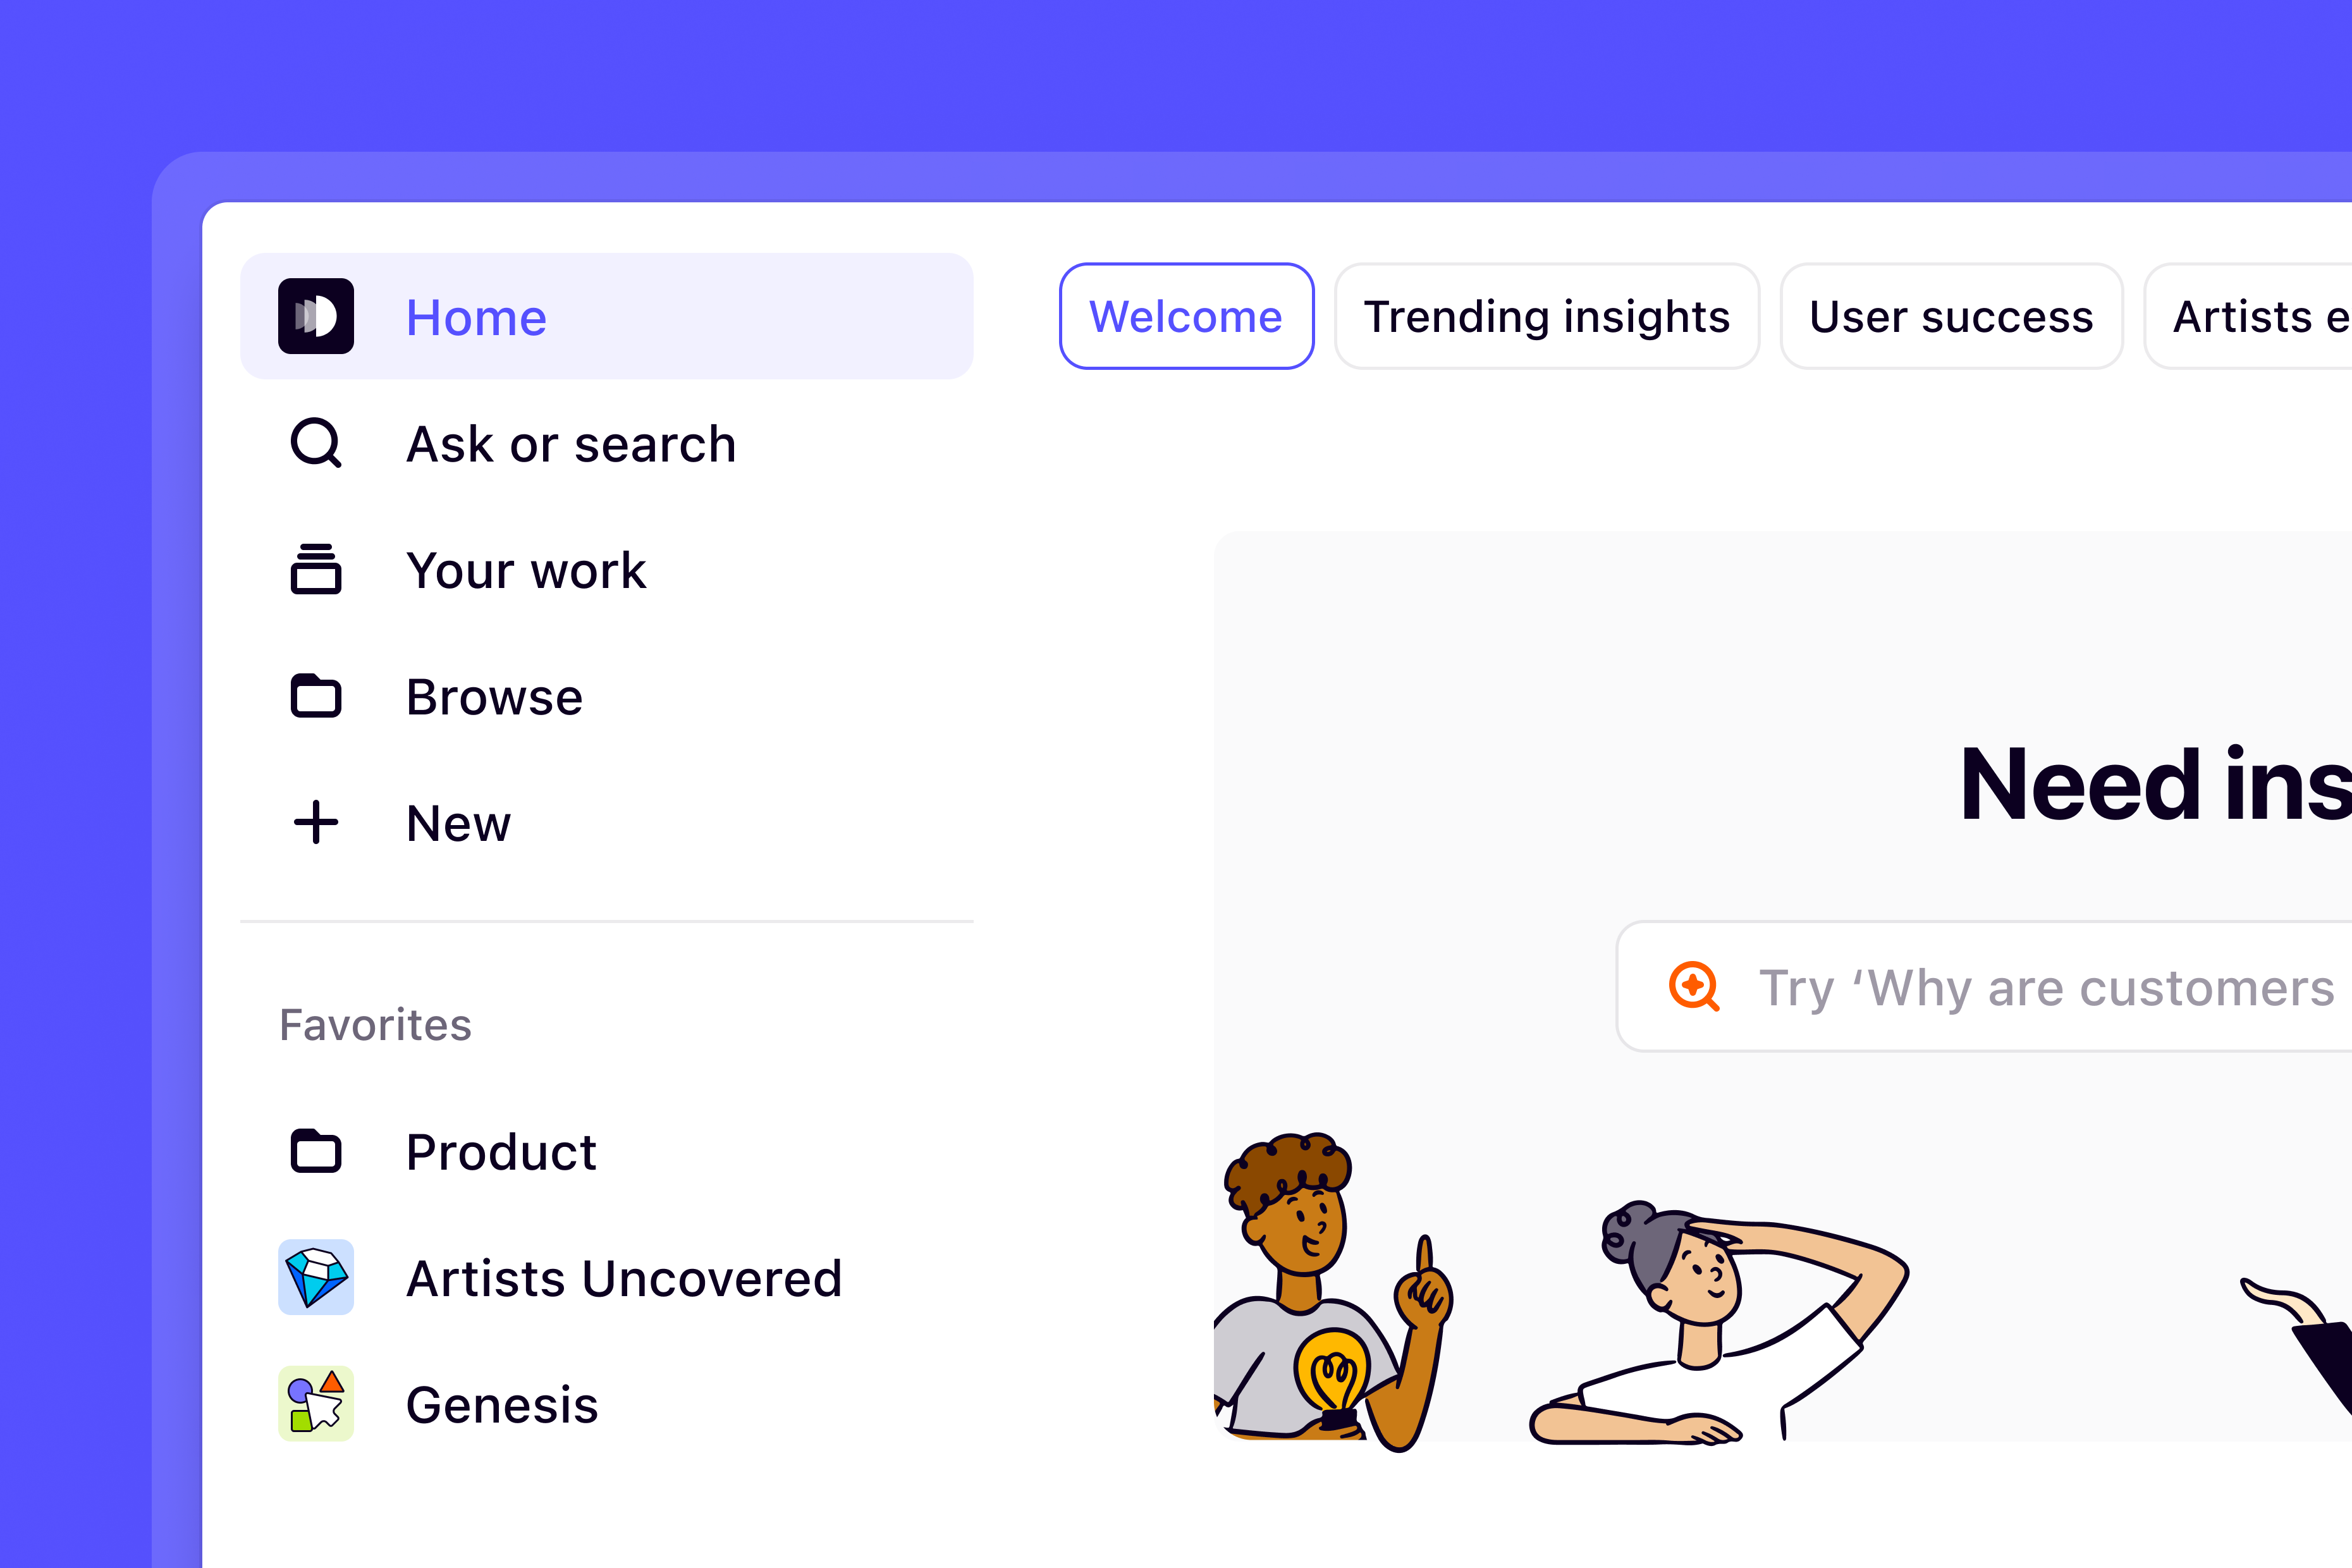 Home
Ask or search
Your work
Browse
New
Favorites
Product
Artists Uncovered
Genesis
Welcome
Trending insights
User success
Artists
Need
Try ‘Why are customers